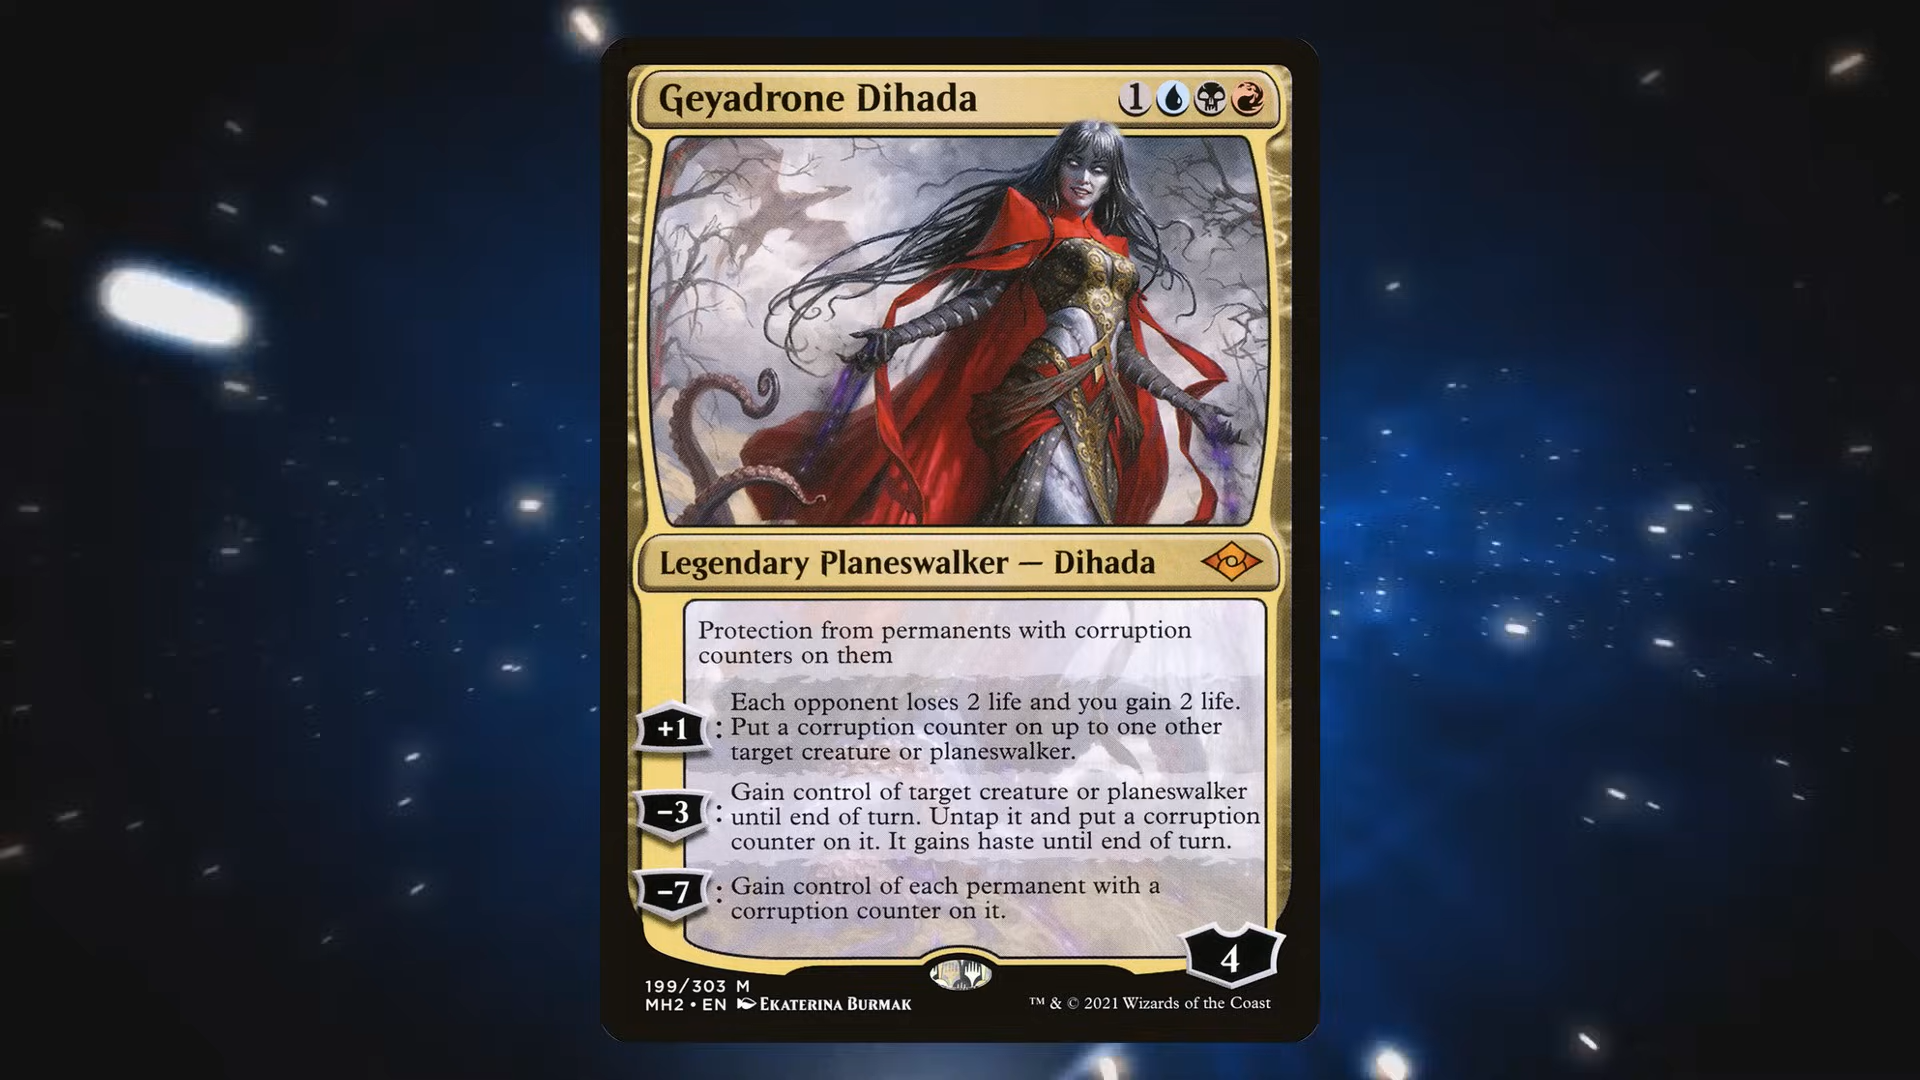 Geyadrone Dihada
1
Legendary Planeswalker — Dihada
Protection from permanents with corruption
counters on them
Each opponent loses 2 life and you gain 2 life.
+1 : Put a corruption counter on up to one other
target creature or planeswalker.
Gain control of target creature or planeswalker
−3 : until end of turn. Untap it and put a corruption
counter on it. It gains haste until end of turn.
−7 : Gain control of each permanent with a
corruption counter on it.
4
199/303 M
MH2 • EN EKATERINA BURMAK
™ & © 2021 Wizards of the Coast